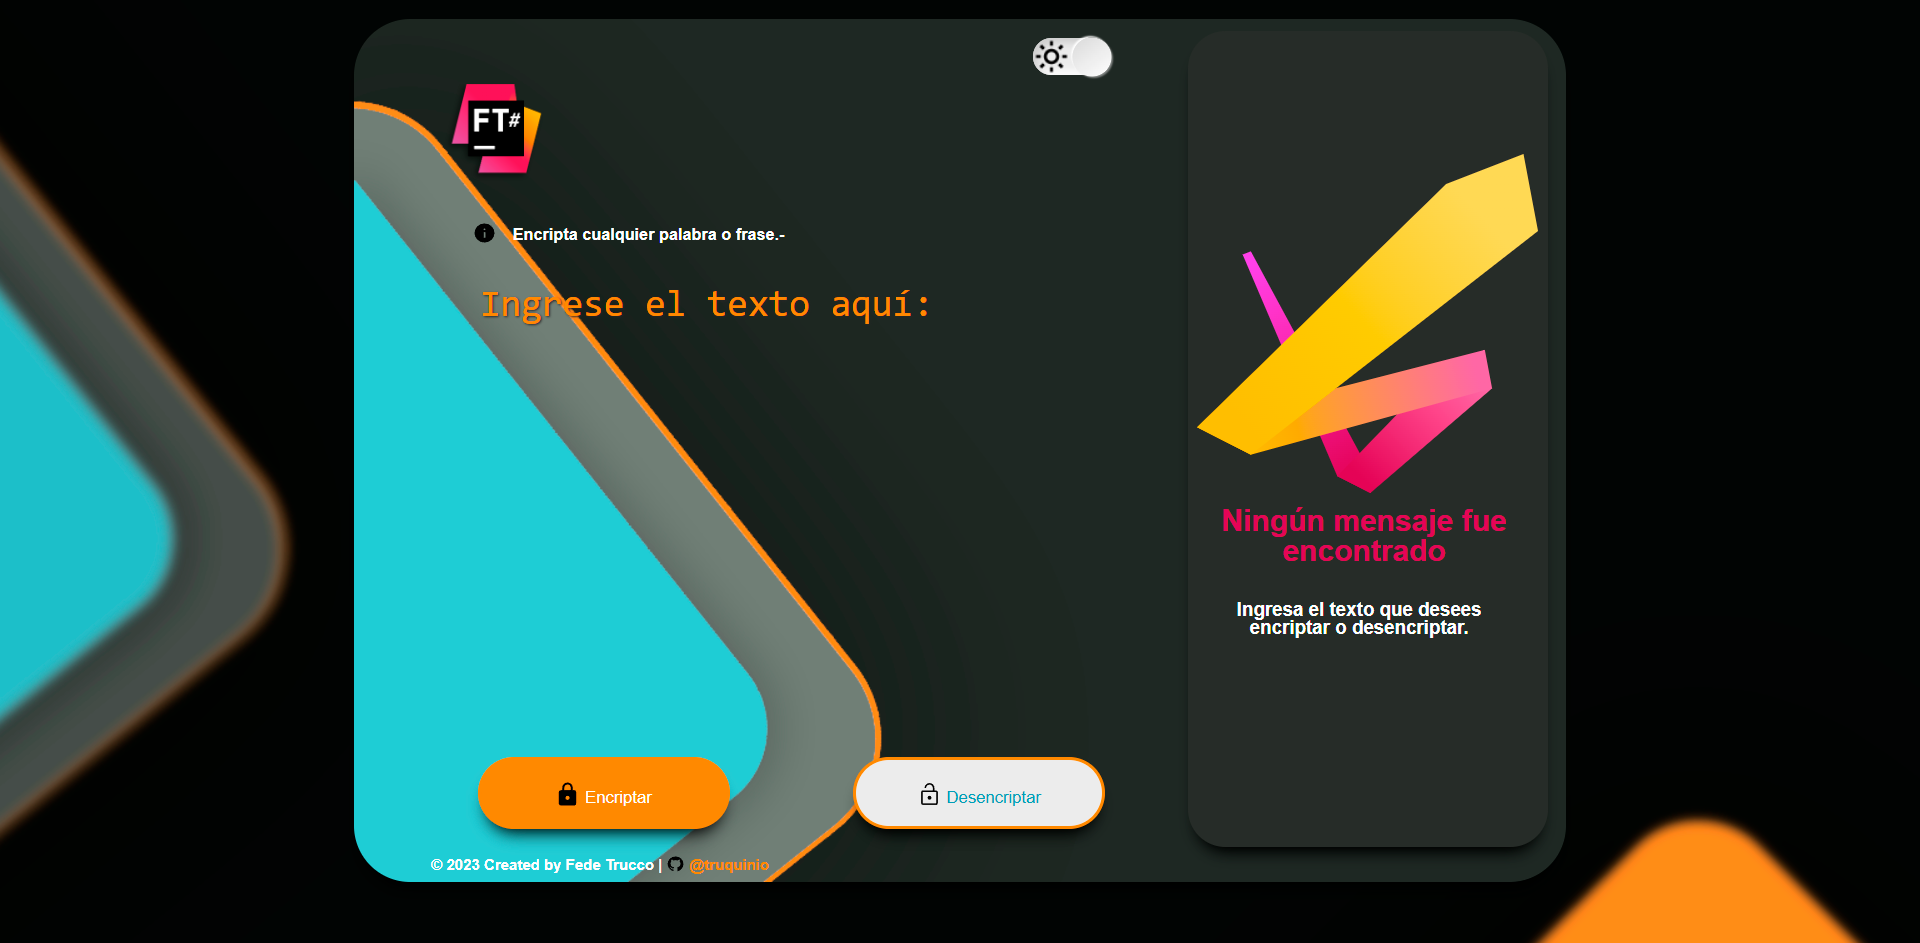 FT#
Encripta cualquier palabra o frase.-
Ingrese el texto aquí:
Encriptar
Desencriptar
© 2023 Created by Fede Trucco | @truquinio
Ningún mensaje fue
encontrado
Ingresa el texto que desees
encriptar o desencriptar.